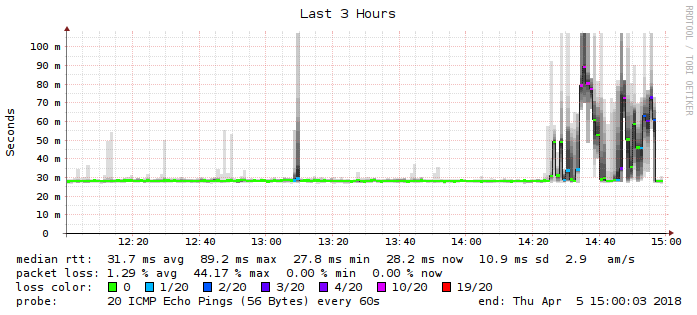 Last 3 Hours
RRDTOOL / TOBI OETIKER
Seconds
100 m
90 m
80 m
70 m
60 m
50 m
40 m
30 m
20 m
10 m
0
12:20 12:40 13:00 13:20 13:40 14:00 14:20 14:40 15:00
median rtt: 31.7 ms avg 89.2 ms max 27.8 ms min 28.2 ms now 10.9 ms sd 2.9 am/s
packet loss: 1.29 % avg 44.17 % max 0.00 % min 0.00 % now
loss color: 0 1/20 2/20 3/20 4/20 10/20 19/20
probe: 20 ICMP Echo Pings (56 Bytes) every 60s end: Thu Apr 5 15:00:03 2018